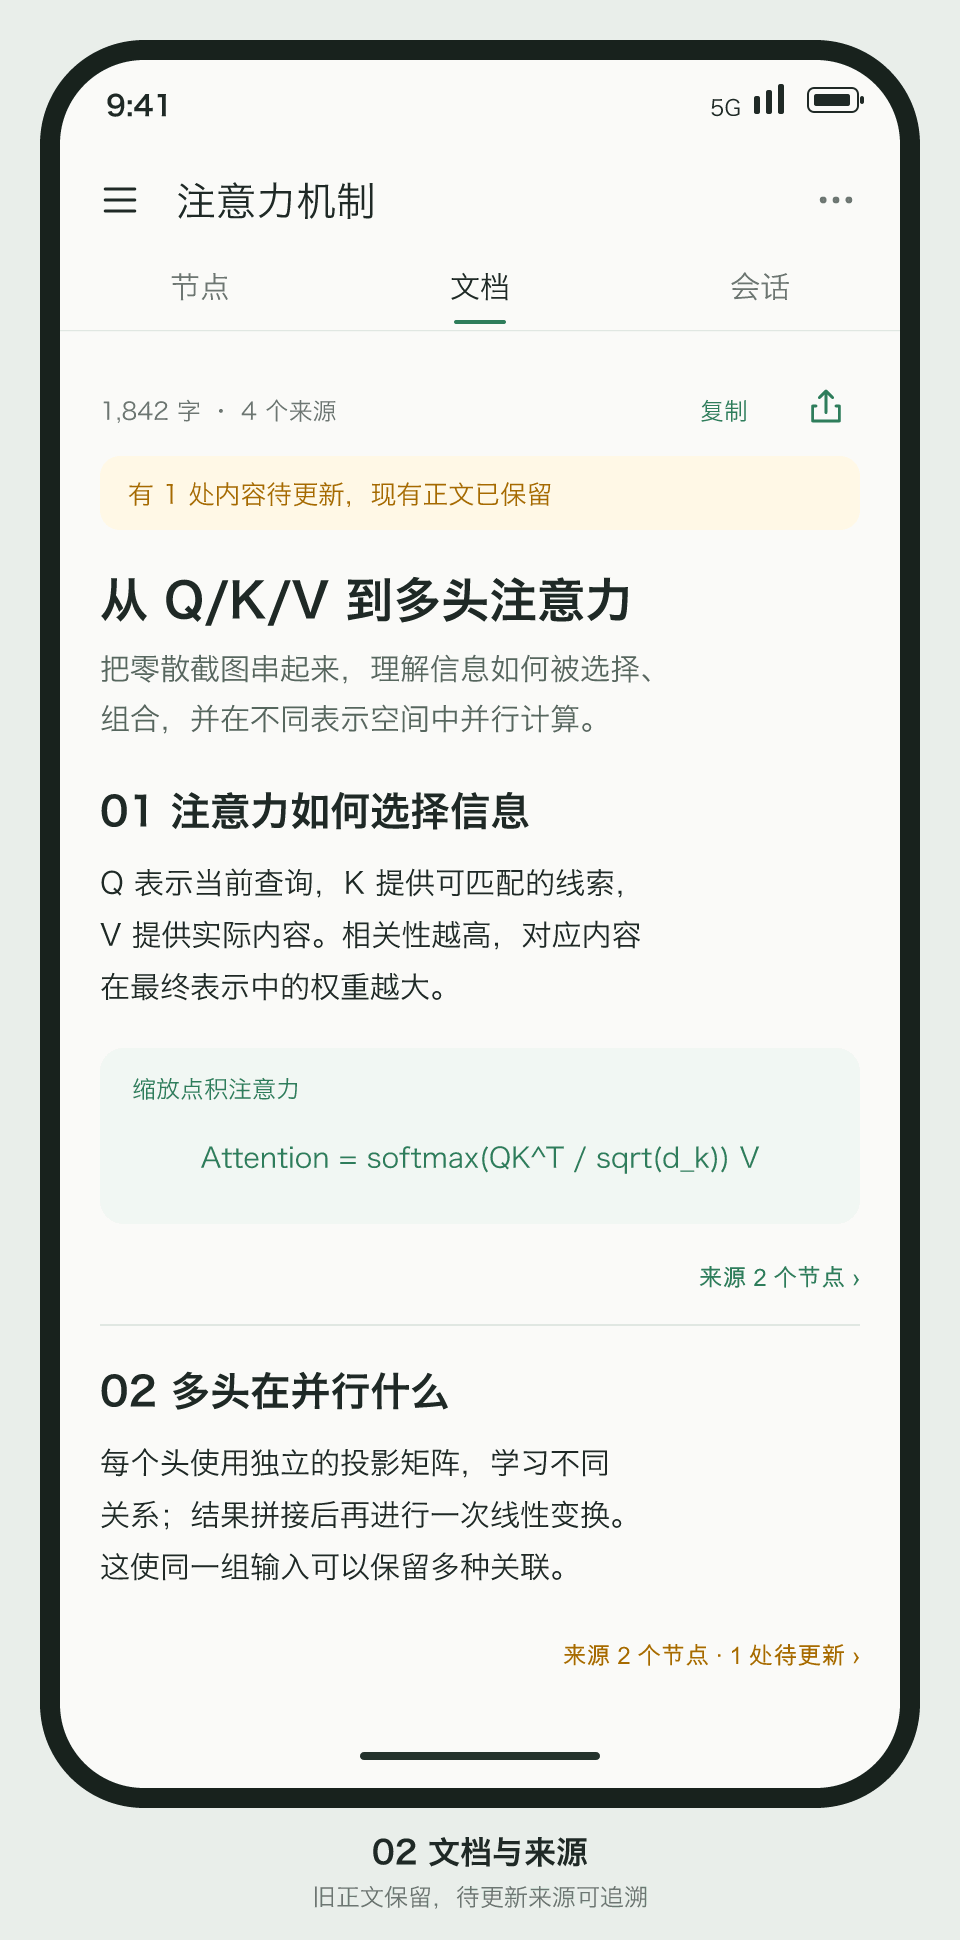 9:41
5G
注意力机制
节点
文档
会话
1,842 字 · 4 个来源
复制
有 1 处内容待更新，现有正文已保留
从 Q/K/V 到多头注意力
把零散截图串起来，理解信息如何被选择、
组合，并在不同表示空间中并行计算。
01 注意力如何选择信息
Q 表示当前查询，K 提供可匹配的线索，
V 提供实际内容。相关性越高，对应内容
在最终表示中的权重越大。
缩放点积注意力
Attention = softmax(QK^T / sqrt(d_k)) V
来源 2 个节点 ›
02 多头在并行什么
每个头使用独立的投影矩阵，学习不同
关系；结果拼接后再进行一次线性变换。
这使同一组输入可以保留多种关联。
来源 2 个节点 · 1 处待更新 ›
02 文档与来源
旧正文保留，待更新来源可追溯